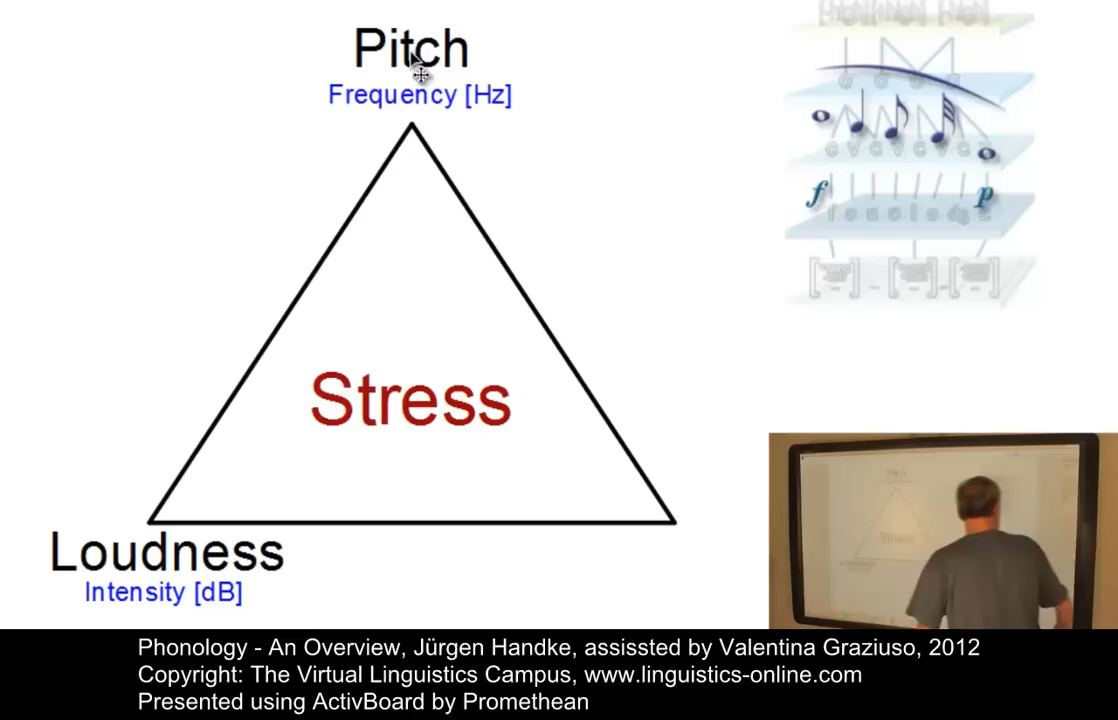 Pitch
Frequency [Hz]
Stress
Loudness
Intensity [dB]
f
p
C V C V C V C
Phonology - An Overview, Jürgen Handke, assissted by Valentina Graziuso, 2012
Copyright: The Virtual Linguistics Campus, www.linguistics-online.com
Presented using ActivBoard by Promethean